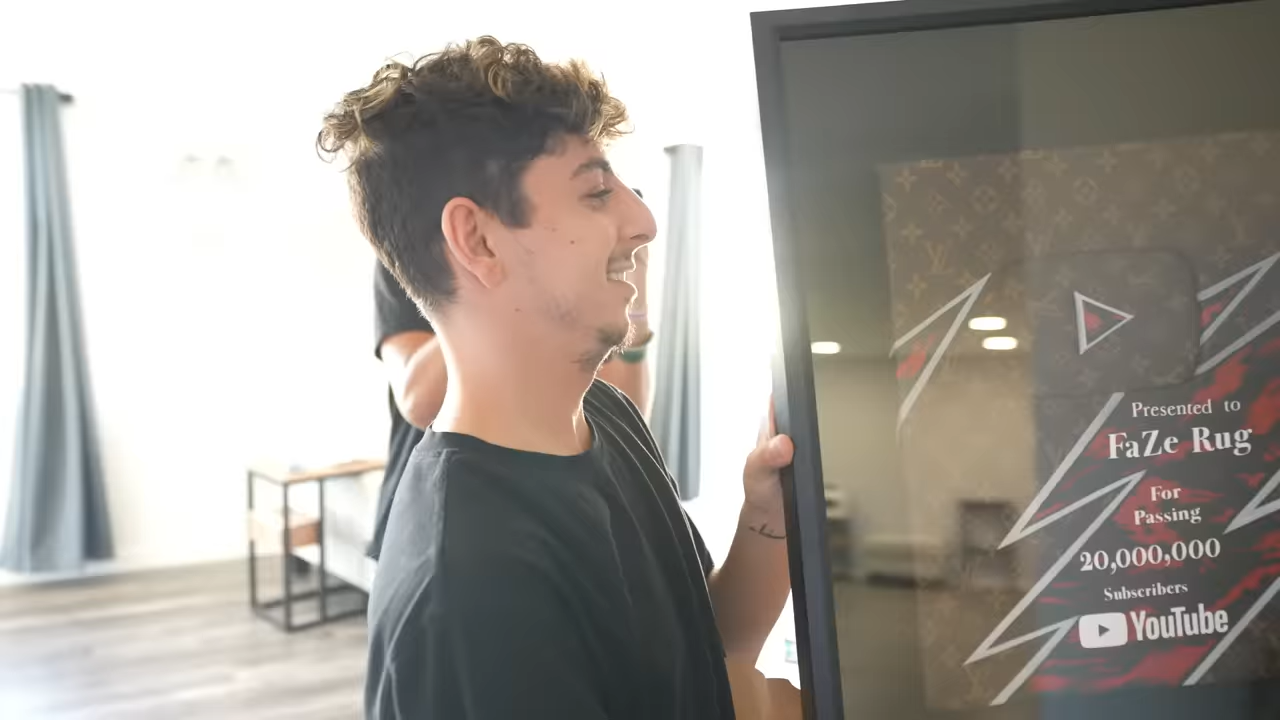 Presented to
FaZe Rug
For
Passing
20,000,000
Subscribers
YouTube